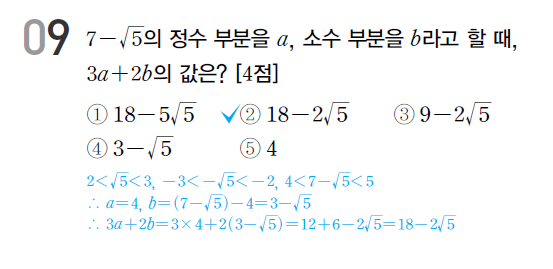 09 7-√5의 정수 부분을 a, 소수 부분을 b라고 할 때,
3a+2b의 값은? [4점]
① 18-5√5 ✓② 18-2√5 ③ 9-2√5
④ 3-√5 ⑤ 4
2<√5<3, -3<-√5<-2, 4<7-√5<5
∴ a=4, b=(7-√5)-4=3-√5
∴ 3a+2b=3×4+2(3-√5)=12+6-2√5=18-2√5